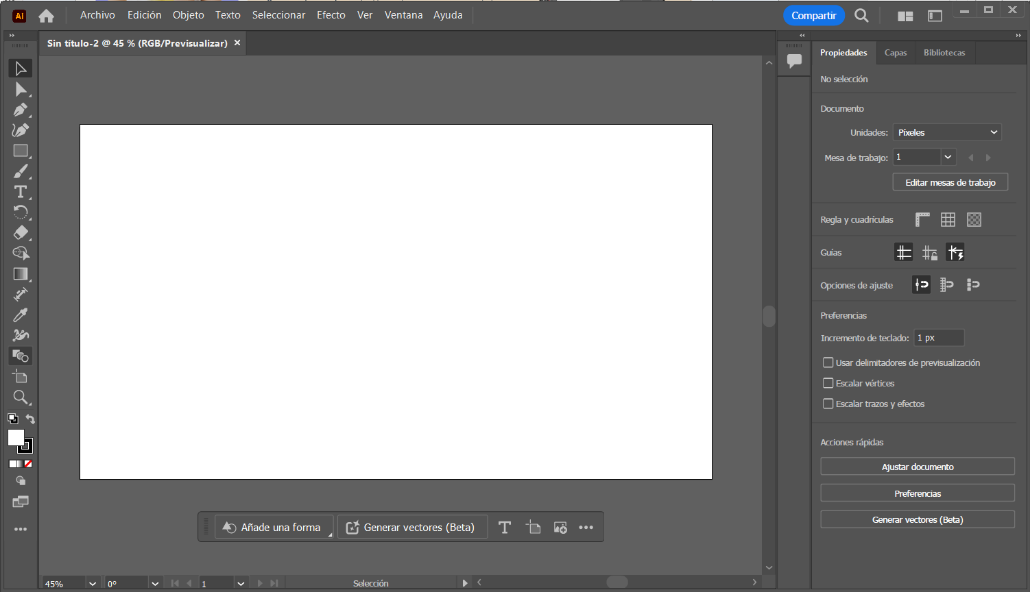 Ai Archivo Edición Objeto Texto Seleccionar Efecto Ver Ventana Ayuda Compartir
Sin título-2 @ 45 % (RGB/Previsualizar) ×
Propiedades Capas Bibliotecas
No selección
Documento
Unidades: Píxeles
Mesa de trabajo: 1
Editar mesas de trabajo
Regla y cuadrículas
Guías
Opciones de ajuste
Preferencias
Incremento de teclado: 1 px
Usar delimitadores de previsualización
Escalar vértices
Escalar trazos y efectos
Acciones rápidas
Ajustar documento
Preferencias
Generar vectores (Beta)
Añade una forma Generar vectores (Beta)
45% 0° 1 Selección